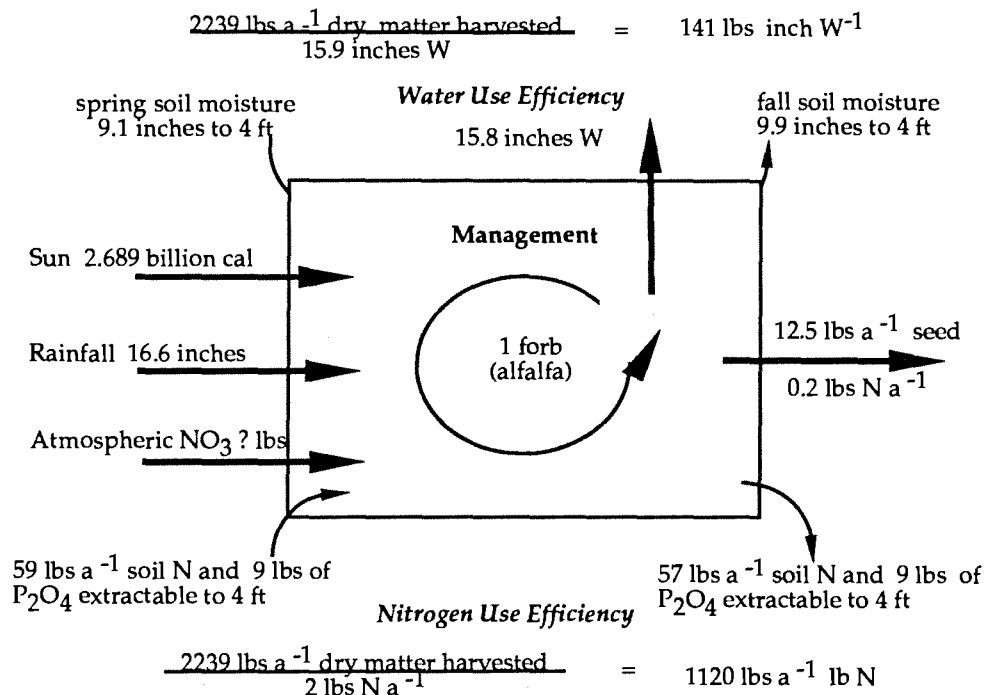 2239 lbs a -1 dry matter harvested
15.9 inches W
= 141 lbs inch W-1
Water Use Efficiency
spring soil moisture
9.1 inches to 4 ft
15.8 inches W
fall soil moisture
9.9 inches to 4 ft
Management
Sun 2.689 billion cal
Rainfall 16.6 inches
Atmospheric NO3 ? lbs
1 forb
(alfalfa)
12.5 lbs a -1 seed
0.2 lbs N a -1
59 lbs a -1 soil N and 9 lbs of
P2O4 extractable to 4 ft
57 lbs a -1 soil N and 9 lbs of
P2O4 extractable to 4 ft
Nitrogen Use Efficiency
2239 lbs a -1 dry matter harvested
2 lbs N a -1
= 1120 lbs a -1 lb N